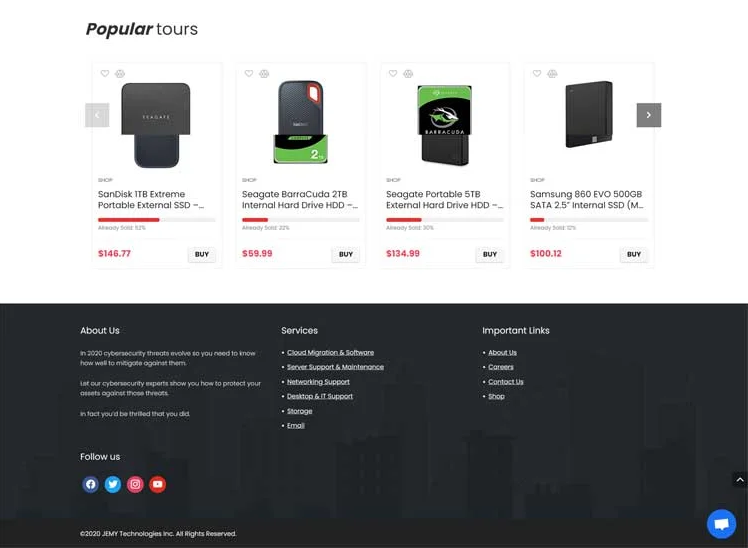 Popular tours
SEAGATE
SanDisk
2
BARRACUDA
SHOP
SanDisk 1TB Extreme
Portable External SSD –...
Already Sold: 52%
$146.77
BUY
SHOP
Seagate BarraCuda 2TB
Internal Hard Drive HDD –...
Already Sold: 22%
$59.99
BUY
SHOP
Seagate Portable 5TB
External Hard Drive HDD –...
Already Sold: 30%
$134.99
BUY
SHOP
Samsung 860 EVO 500GB
SATA 2.5" Internal SSD (M...
Already Sold: 12%
$100.12
BUY
About Us
In 2020 cybersecurity threats evolve so you need to know
how well to mitigate against them.
Let our cybersecurity experts show you how to protect your
assets against those threats.
In fact you'd be thrilled that you did.
Services
• Cloud Migration & Software
• Server Support & Maintenance
• Networking Support
• Desktop & IT Support
• Storage
• Email
Important Links
• About Us
• Careers
• Contact Us
• Shop
Follow us
©2020 JEMY Technologies Inc. All Rights Reserved.